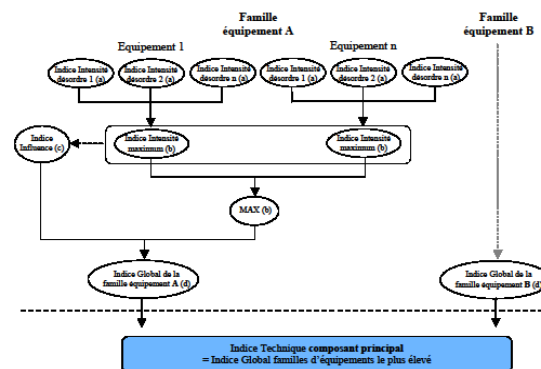 Famille
équipement A
Famille
équipement B
Equipement 1
Equipement n
Indice Intensité
désordre 1 (a)
Indice Intensité
désordre 2 (a)
Indice Intensité
désordre n (a)
Indice Intensité
désordre 1 (a)
Indice Intensité
désordre 2 (a)
Indice Intensité
désordre n (a)
Indice
Influence (c)
Indice Intensité
maximum (b)
Indice Intensité
maximum (b)
MAX (b)
Indice Global de la
famille équipement A (d)
Indice Global de la
famille équipement B (d)
Indice Technique composant principal
= Indice Global familles d'équipements le plus élevé